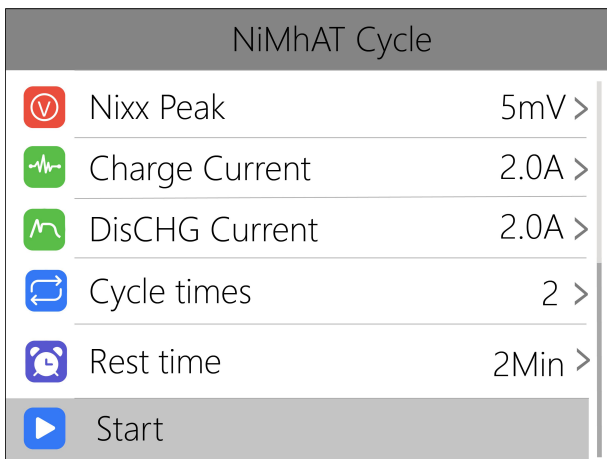 NiMhAT Cycle
Nixx Peak 5mV >
Charge Current 2.0A >
DisCHG Current 2.0A >
Cycle times 2 >
Rest time 2Min >
Start